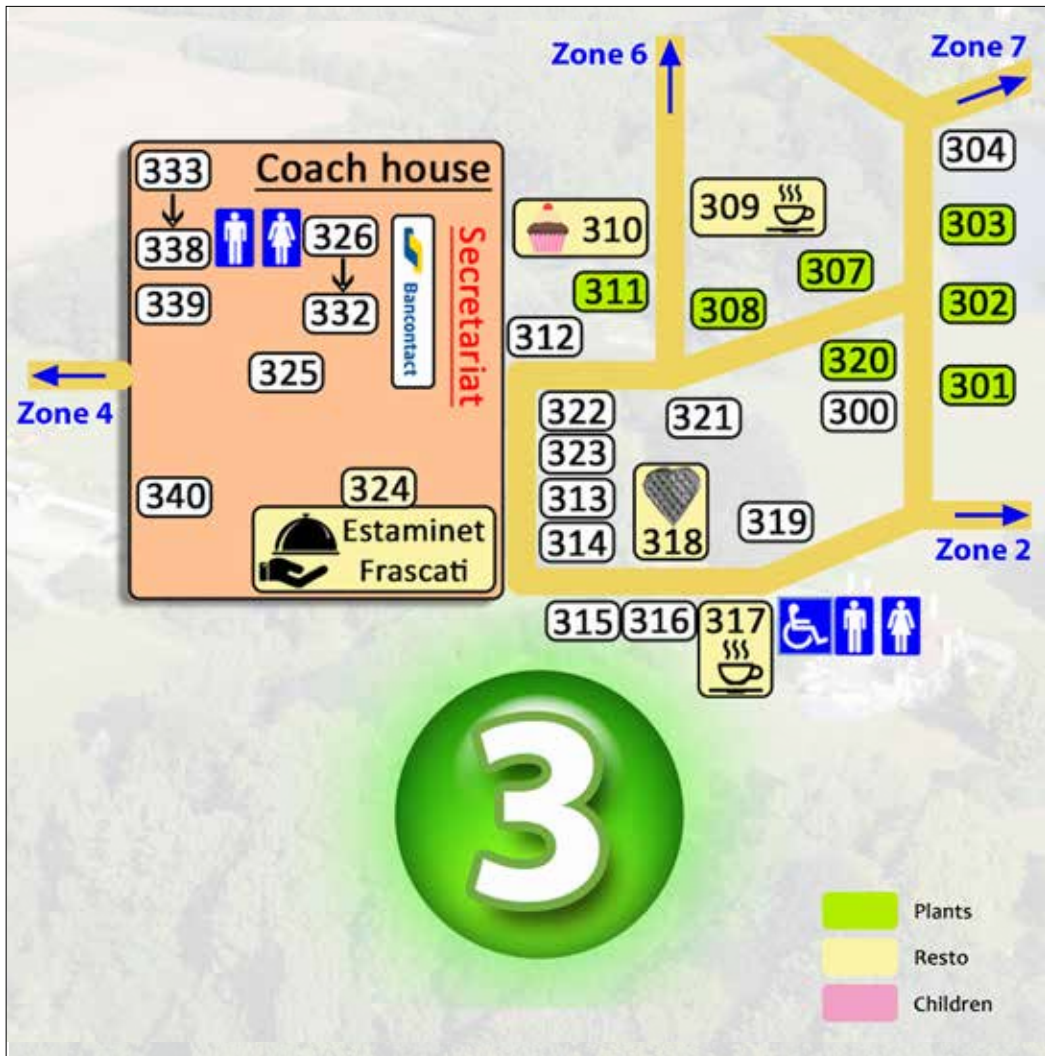 Zone 6
Zone 7
333
Coach house
304
338
326
310
309
303
339
332
Bancontact
Secretariat
311
308
307
302
312
325
320
301
Zone 4
322
321
300
323
340
324
313
318
319
314
Estaminet
Frascati
Zone 2
315
316
317
3
Plants
Resto
Children